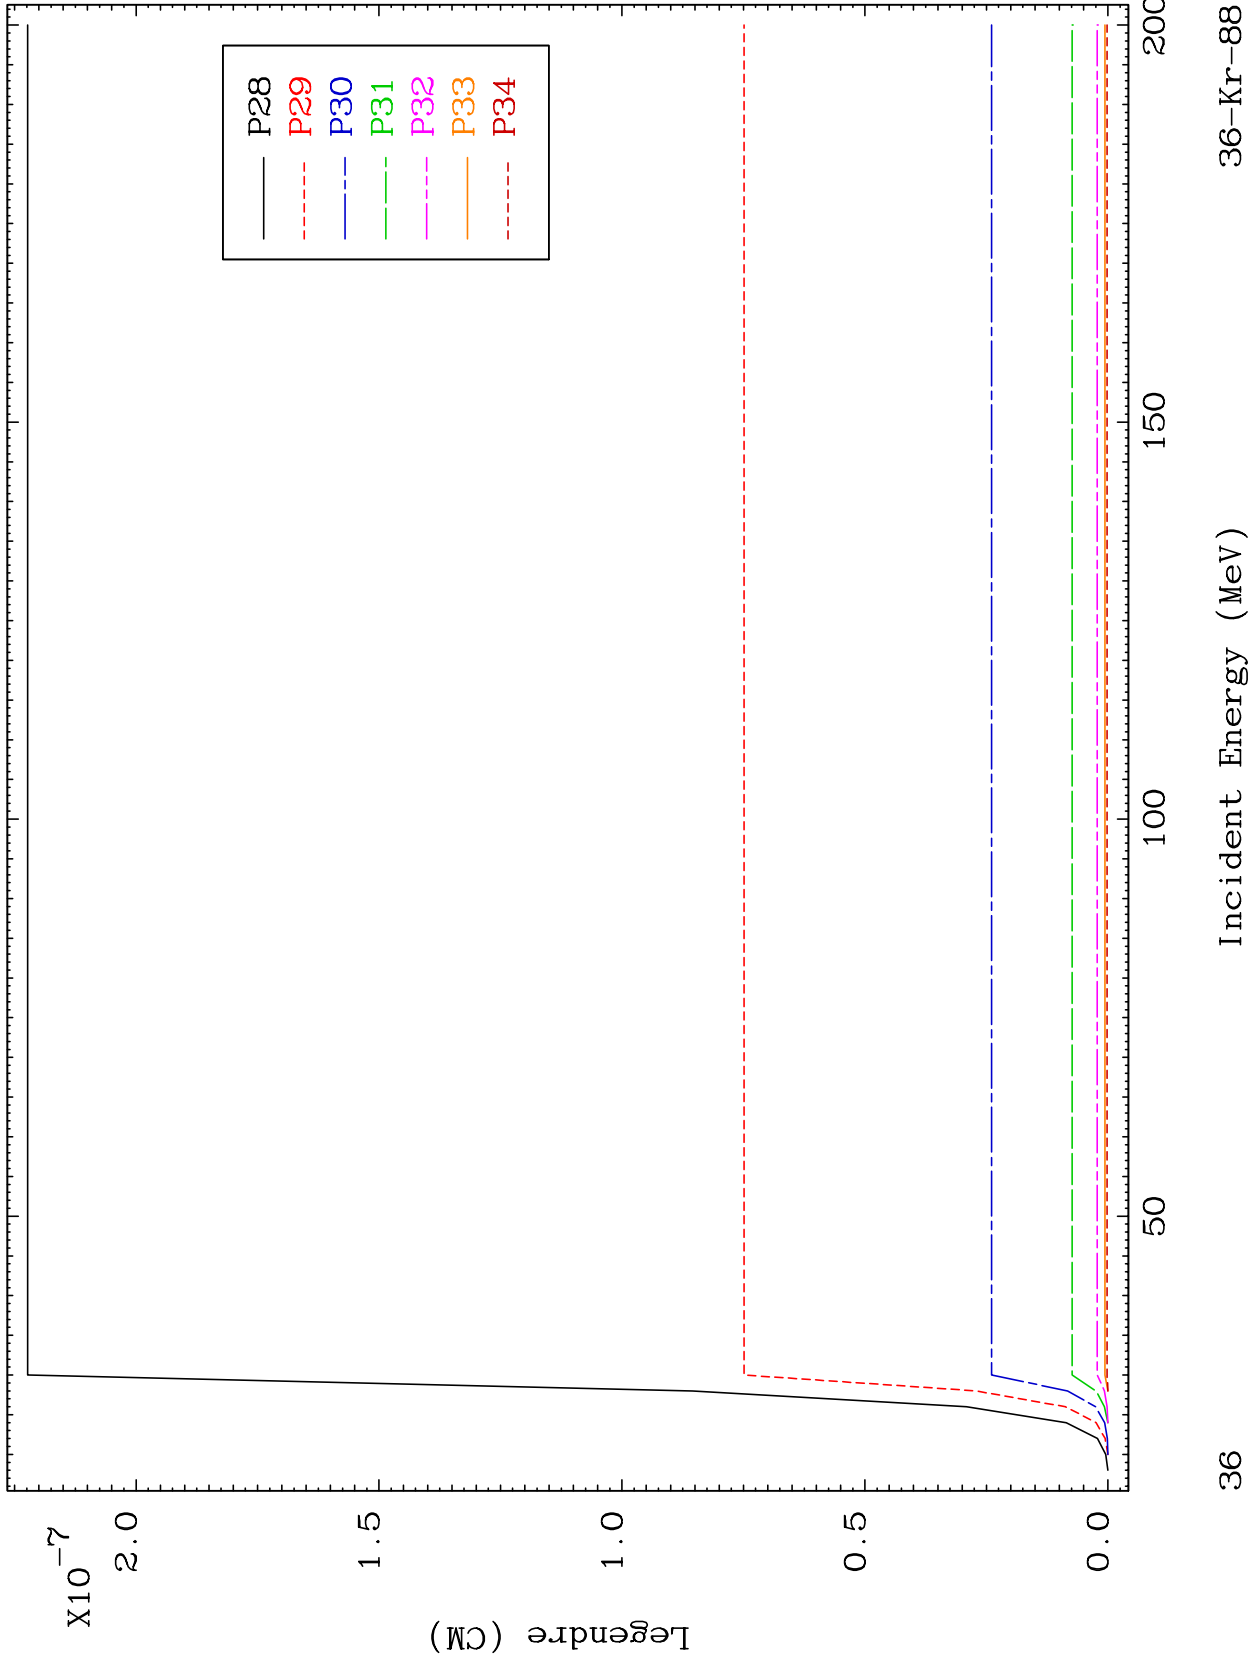 X10-7
2.0
1.5
1.0
0.5
0.0
Legendre (CM)
P28
P29
P30
P31
P32
P33
P34
50
100
150
200
Incident Energy (MeV)
36
36-Kr-88